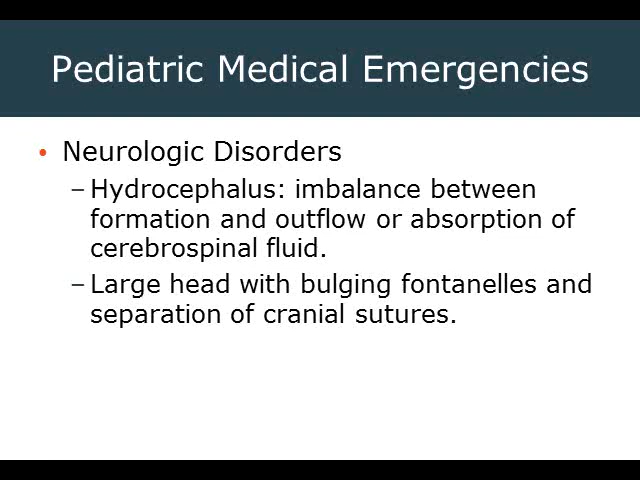 Pediatric Medical Emergencies
• Neurologic Disorders
– Hydrocephalus: imbalance between
formation and outflow or absorption of
cerebrospinal fluid.
– Large head with bulging fontanelles and
separation of cranial sutures.